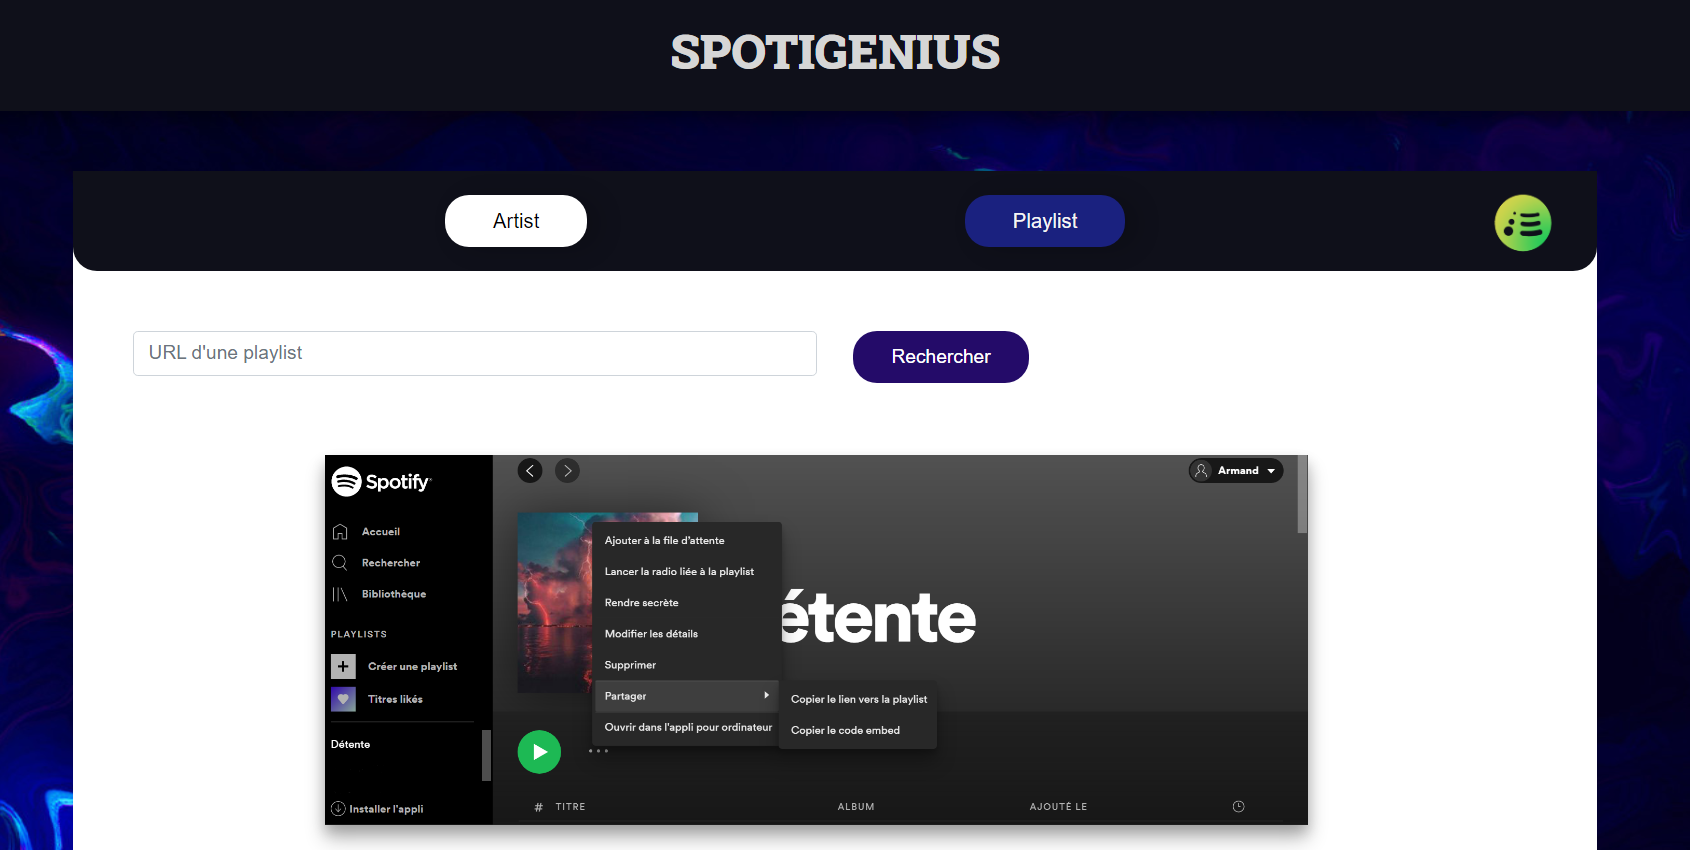 SPOTIGENIUS
Artist
Playlist
URL d'une playlist
Rechercher
Spotify
Armand
Accueil
Rechercher
Bibliothèque
PLAYLISTS
Créer une playlist
Titres likés
Détente
Installer l'appli
Ajouter à la file d'attente
Lancer la radio liée à la playlist
Rendre secrète
Modifier les détails
Supprimer
Partager
Ouvrir dans l'appli pour ordinateur
Copier le lien vers la playlist
Copier le code embed
étente
# TITRE ALBUM AJOUTÉ LE